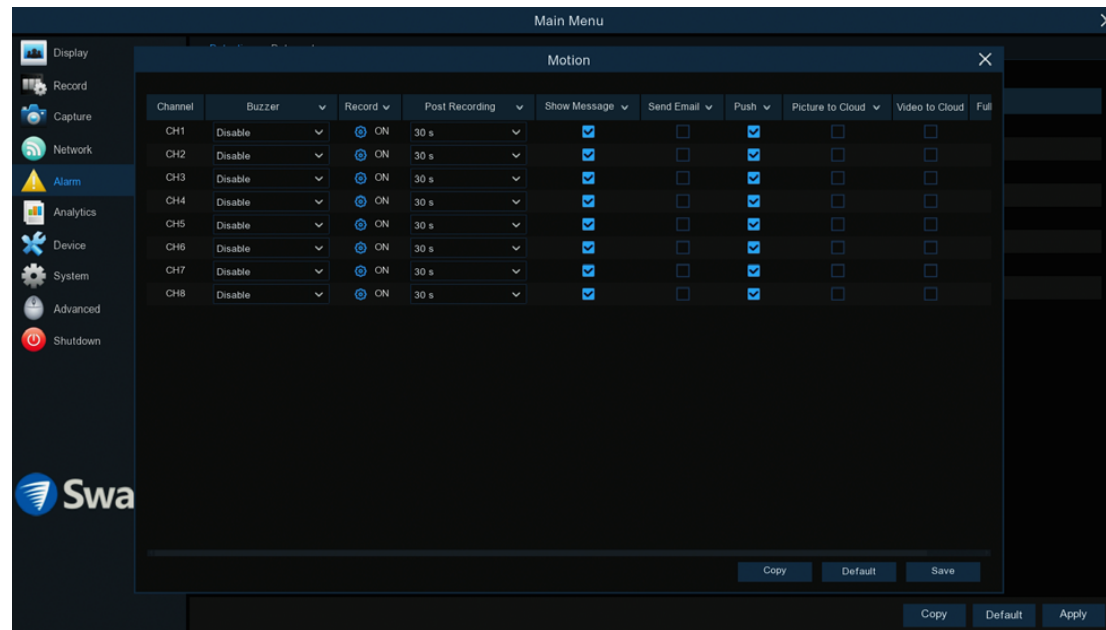 Main Menu
Display
Record
Capture
Network
Alarm
Analytics
Device
System
Advanced
Shutdown
Swa
Motion
Channel Buzzer Record Post Recording Show Message Send Email Push Picture to Cloud Video to Cloud Full
CH1 Disable ON 30 s
CH2 Disable ON 30 s
CH3 Disable ON 30 s
CH4 Disable ON 30 s
CH5 Disable ON 30 s
CH6 Disable ON 30 s
CH7 Disable ON 30 s
CH8 Disable ON 30 s
Copy Default Save
Copy Default Apply